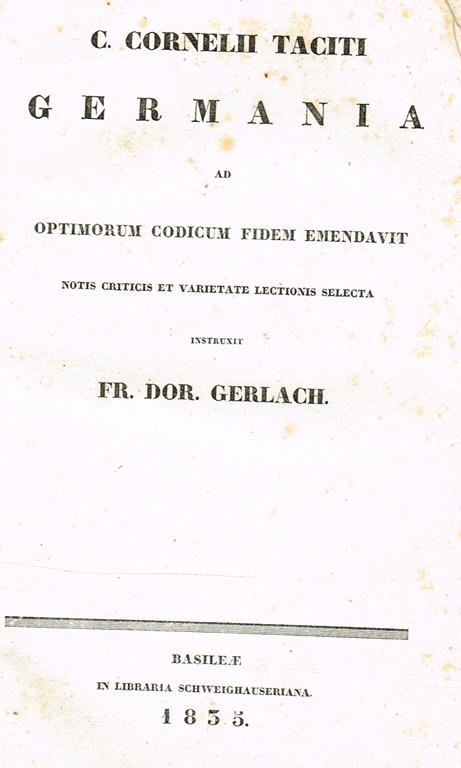 C. CORNELII TACITI
GERMANIA
AD
OPTIMORUM CODICUM FIDEM EMENDAVIT
NOTIS CRITICIS ET VARIETATE LECTIONIS SELECTA
INSTRUXIT
FR. DOR. GERLACH.
BASILEÆ
IN LIBRARIA SCHWEIGHAUSERIANA.
1835.